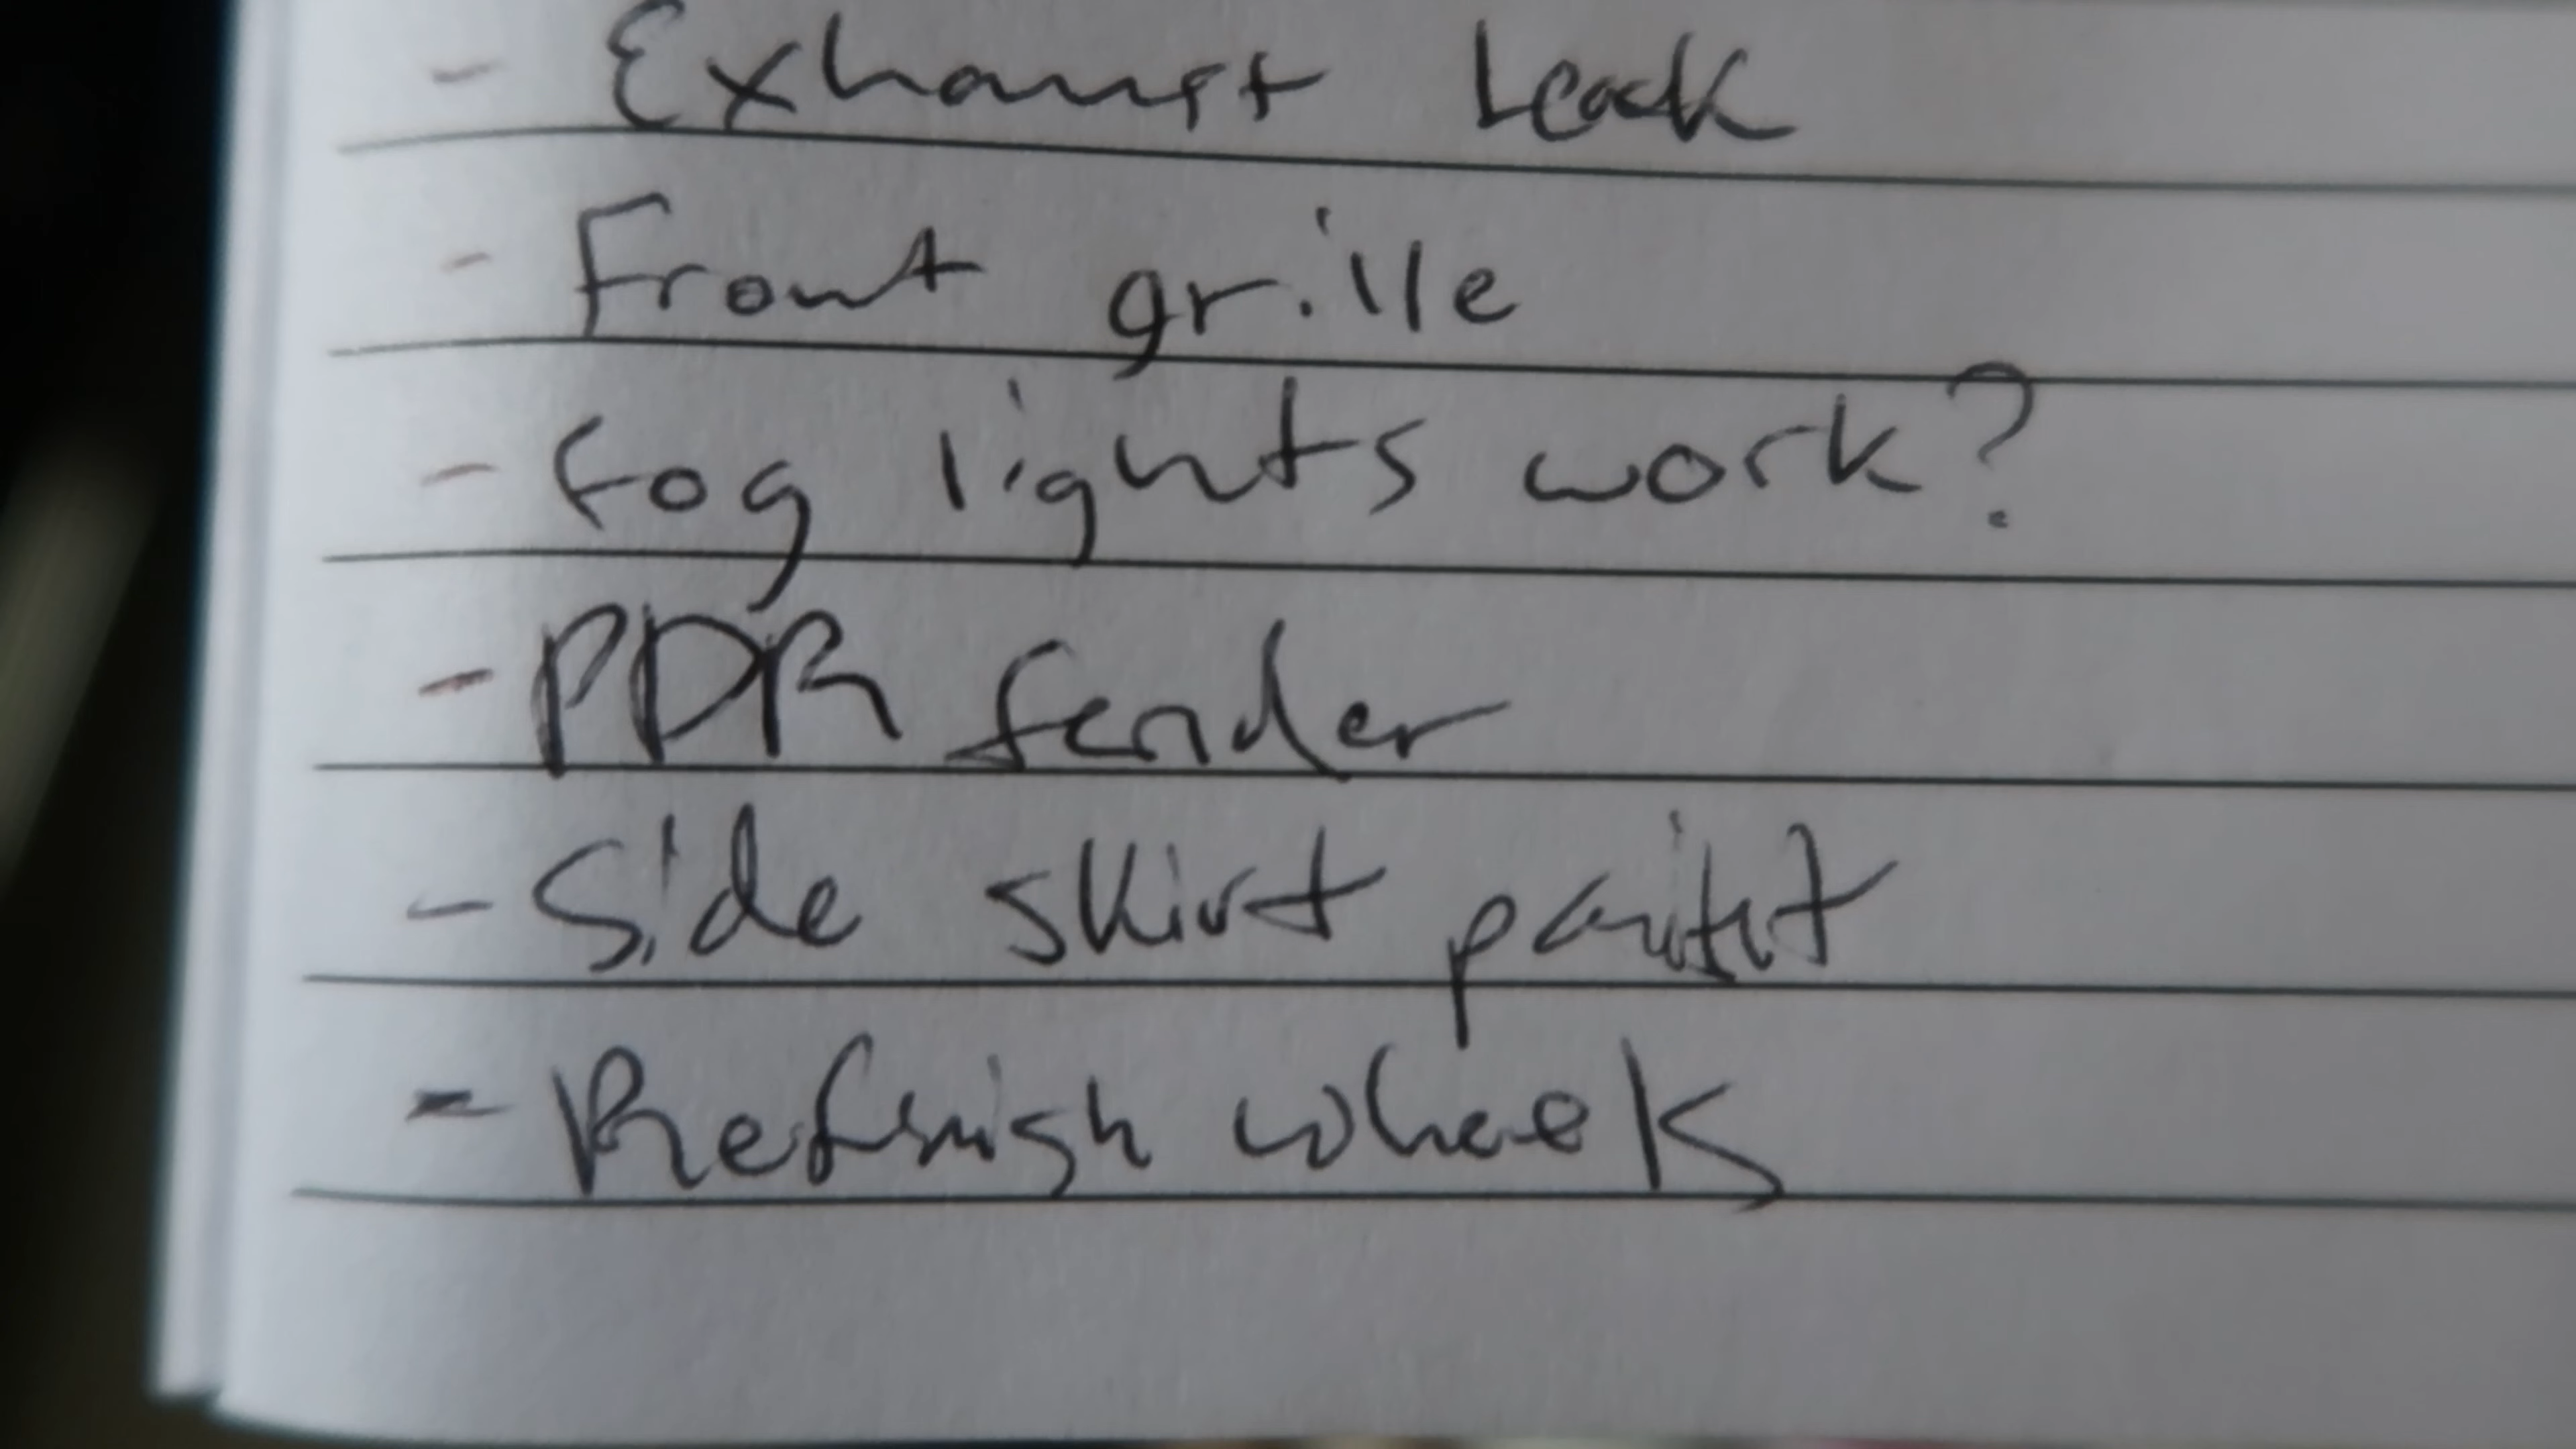 - Exhaust Leak
- Front grille
- Fog lights work?
- PDR fender
- Side skirt paint
- Refinish wheels